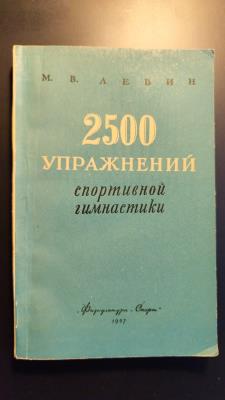 М. В. ЛЕВИН
2500
УПРАЖНЕНИЙ
спортивной
гимнастики
„Физкультура и Спорт“
1957